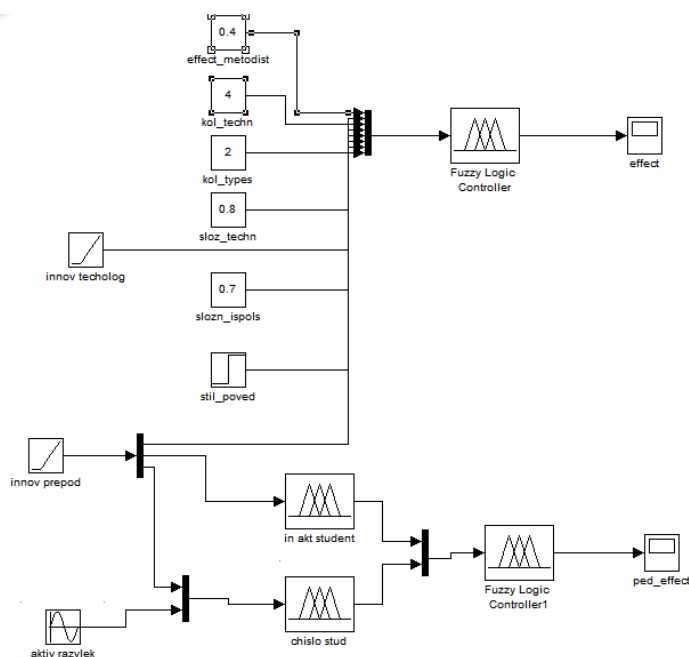 0.4
effect_metodist
4
kol_techn
2
kol_types
Fuzzy Logic
Controller
effect
0.8
sloz_techn
innov techolog
0.7
slozn_ispols
stil_poved
innov prepod
in akt student
Fuzzy Logic
Controller1
ped_effect
chislo stud
aktiv razvlek